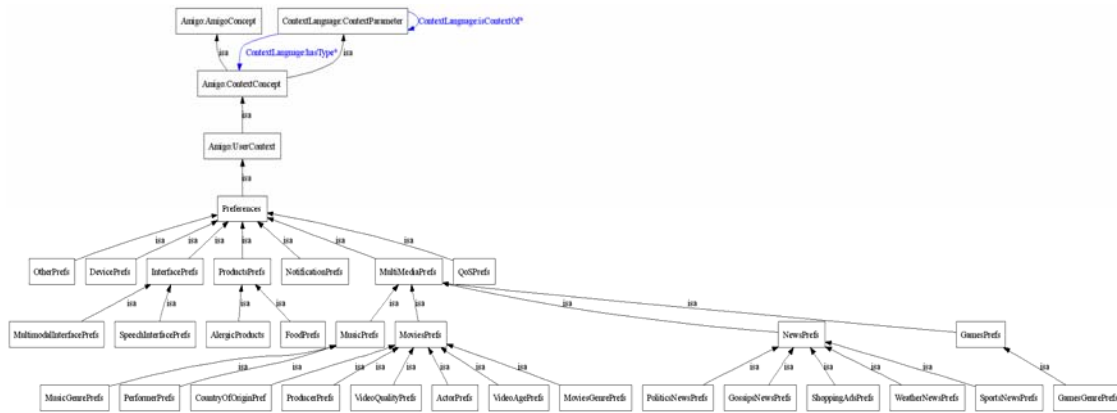 Amigo:AmigoConcept ContextLanguage:ContextParameter ContextLanguage:isContextOf*
ContextLanguage:hasType* isa isa
Amigo:ContextConcept
isa
Amigo:UserContext
isa
Preferences
isa isa isa isa isa isa isa
OtherPrefs DevicePrefs InterfacePrefs ProductsPrefs NotificationPrefs MultiMediaPrefs QoSPrefs
isa isa isa isa isa isa isa isa
MultimodalInterfacePrefs SpeechInterfacePrefs AlergicProducts FoodPrefs MusicPrefs MoviesPrefs NewsPrefs GamesPrefs
isa isa isa isa isa isa isa isa isa isa isa isa isa isa
MusicGenrePrefs PerformerPrefs CountryOfOriginPref ProducerPrefs VideoQualityPrefs ActorPrefs VideoAgePrefs MoviesGenrePrefs PoliticsNewsPrefs GossipsNewsPrefs ShoppingAdsPrefs WeatherNewsPrefs SportsNewsPrefs GamesGenrePrefs